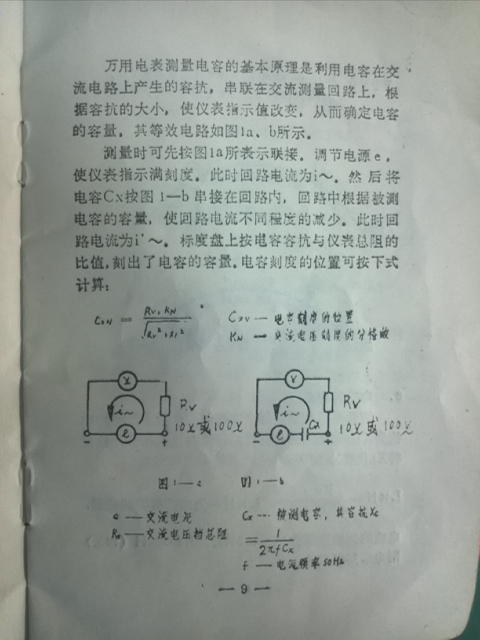 万用电表测量电容的基本原理是利用电容在交
流电路上产生的容抗，串联在交流测量回路上，根
据容抗的大小，使仪表指示值改变，从而确定电容
的容量，其等效电路如图1a、b所示。
测量时可先按图1a所表示联接。调节电源e，
使仪表指示满刻度。此时回路电流为i～。然后将
电容Cx按图1—b串接在回路内，回路中根据被测
电容的容量，使回路电流不同程度的减少。此时回
路电流为i'～。标度盘上按电容容抗与仪表总阻的
比值，刻出了电容的容量。电容刻度的位置可按下式
计算：
— 电容刻度的位置
KN — 交流电压刻度的分格数
V V
i～ Rv i～ Rv
10V或100V Cx 10V或100V
e e
- + - +
图1—a 图1—b
e — 交流电源 Cx — 被测电容，其容抗Xc
Rv — 交流电压档总阻 = 1
2πfCx
f — 电源频率50Hz
— 9 —